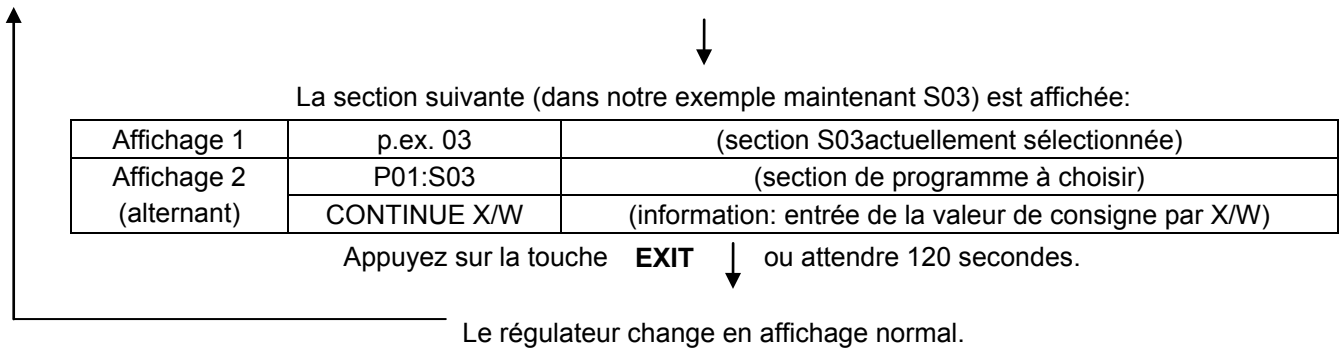 La section suivante (dans notre exemple maintenant S03) est affichée:
Affichage 1 p.ex. 03 (section S03actuellement sélectionnée)
Affichage 2 P01:S03 (section de programme à choisir)
(alternant) CONTINUE X/W (information: entrée de la valeur de consigne par X/W)
Appuyez sur la touche EXIT ou attendre 120 secondes.
Le régulateur change en affichage normal.